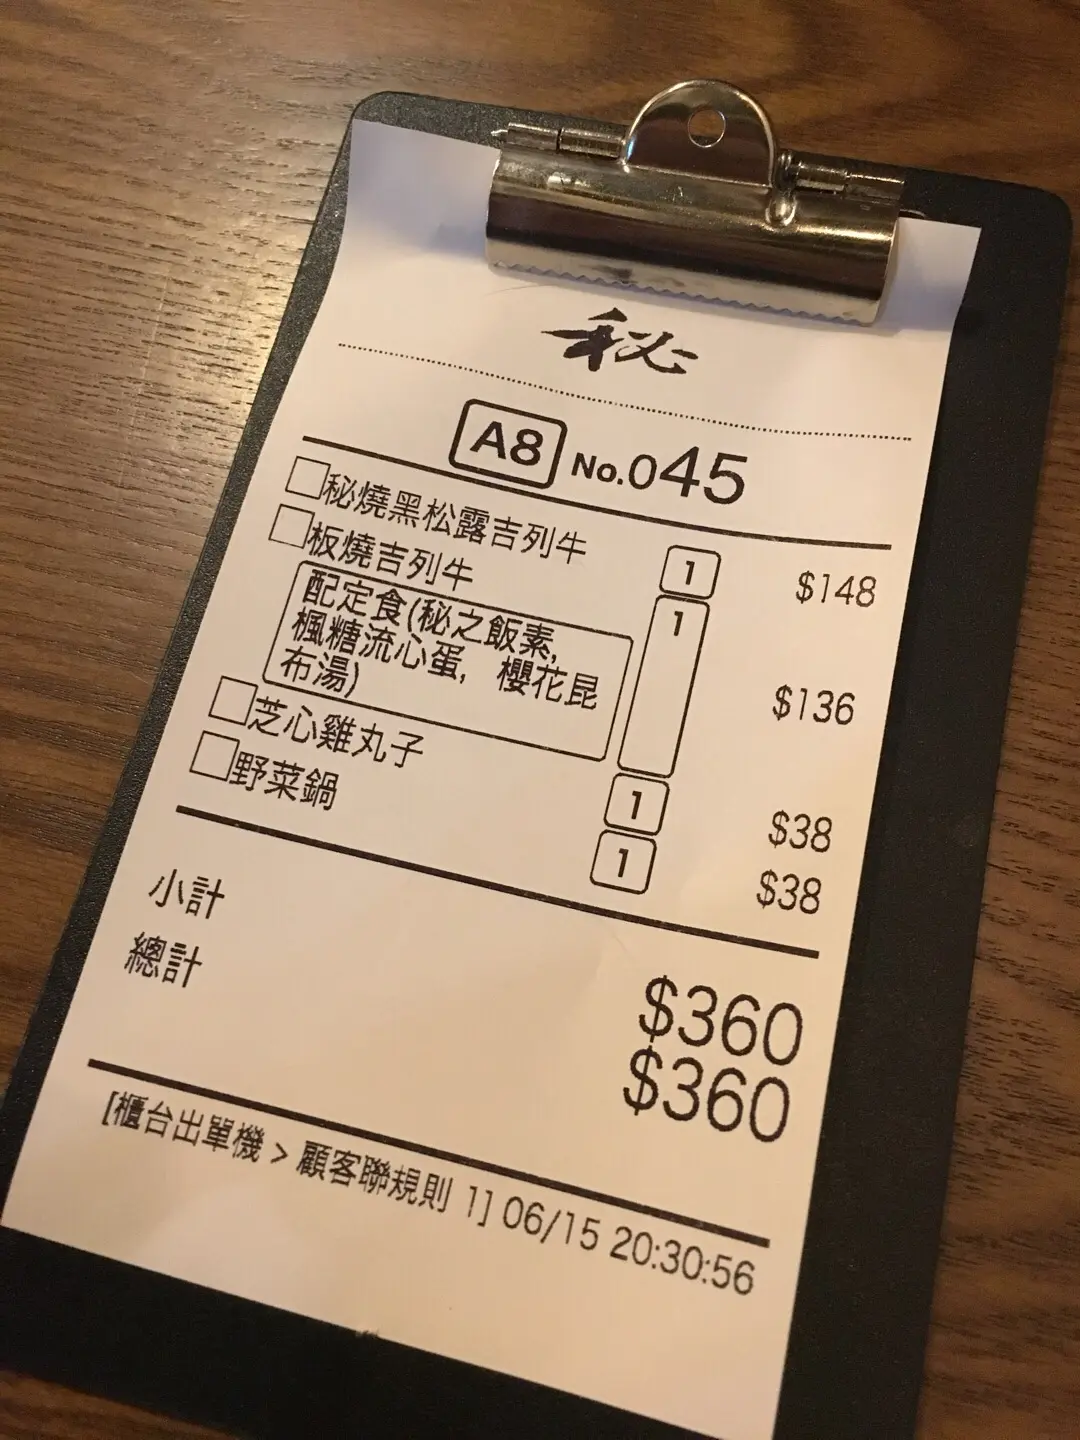 秘
A8 No.045
秘燒黑松露吉列牛 1 $148
板燒吉列牛 1 $136
配定食(秘之飯素,
楓糖流心蛋, 櫻花昆
布湯)
芝心雞丸子 1 $38
野菜鍋 1 $38
小計 $360
總計 $360
[櫃台出單機 > 顧客聯規則 1] 06/15 20:30:56